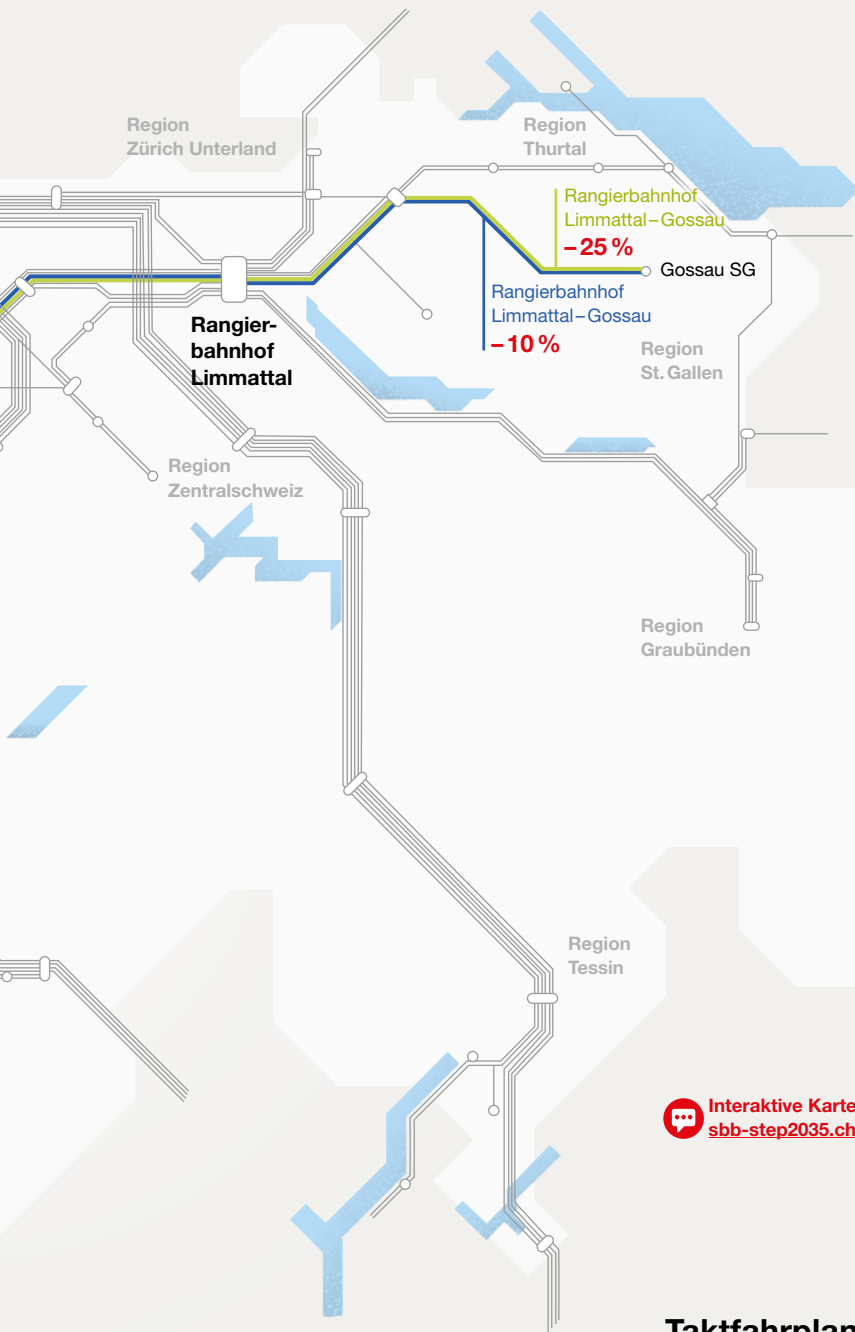 Region
Zürich Unterland
Region
Thurtal
Rangierbahnhof
Limmattal–Gossau
–25 %
Gossau SG
Rangierbahnhof
Limmattal–Gossau
–10 %
Rangier-
bahnhof
Limmattal
Region
St. Gallen
Region
Zentralschweiz
Region
Graubünden
Region
Tessin
Interaktive Karte
sbb-step2035.ch
Taktfahrplan